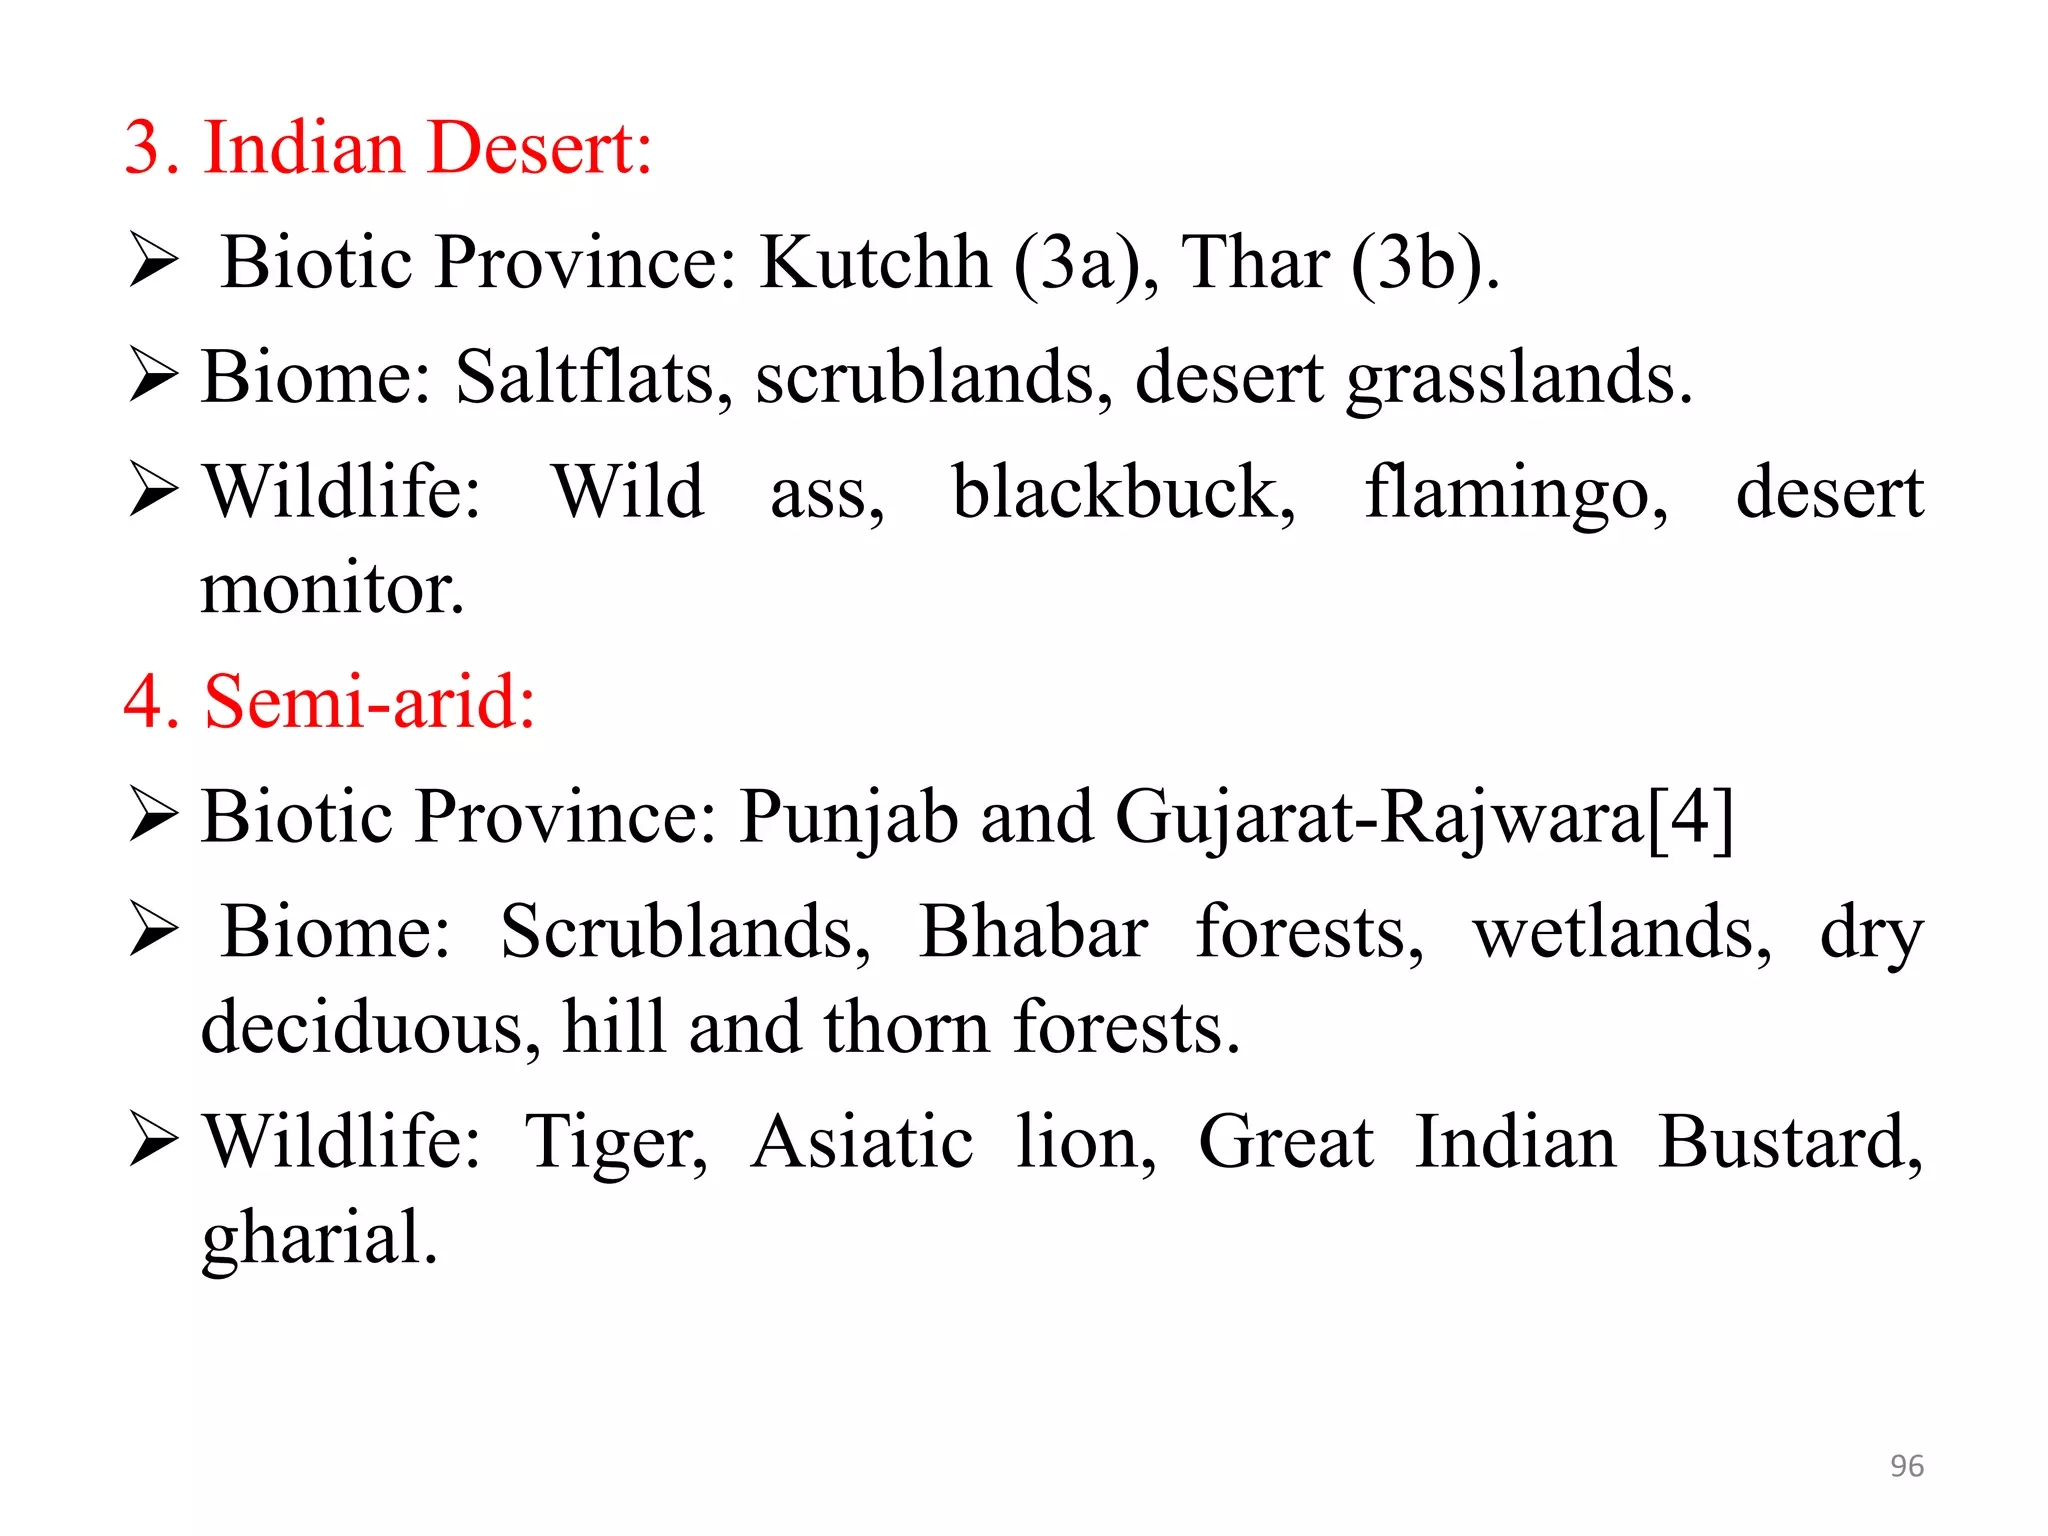 3. Indian Desert:
➢ Biotic Province: Kutchh (3a), Thar (3b).
➢ Biome: Saltflats, scrublands, desert grasslands.
➢ Wildlife: Wild ass, blackbuck, flamingo, desert
monitor.
4. Semi-arid:
➢ Biotic Province: Punjab and Gujarat-Rajwara[4]
➢ Biome: Scrublands, Bhabar forests, wetlands, dry
deciduous, hill and thorn forests.
➢ Wildlife: Tiger, Asiatic lion, Great Indian Bustard,
gharial.
96